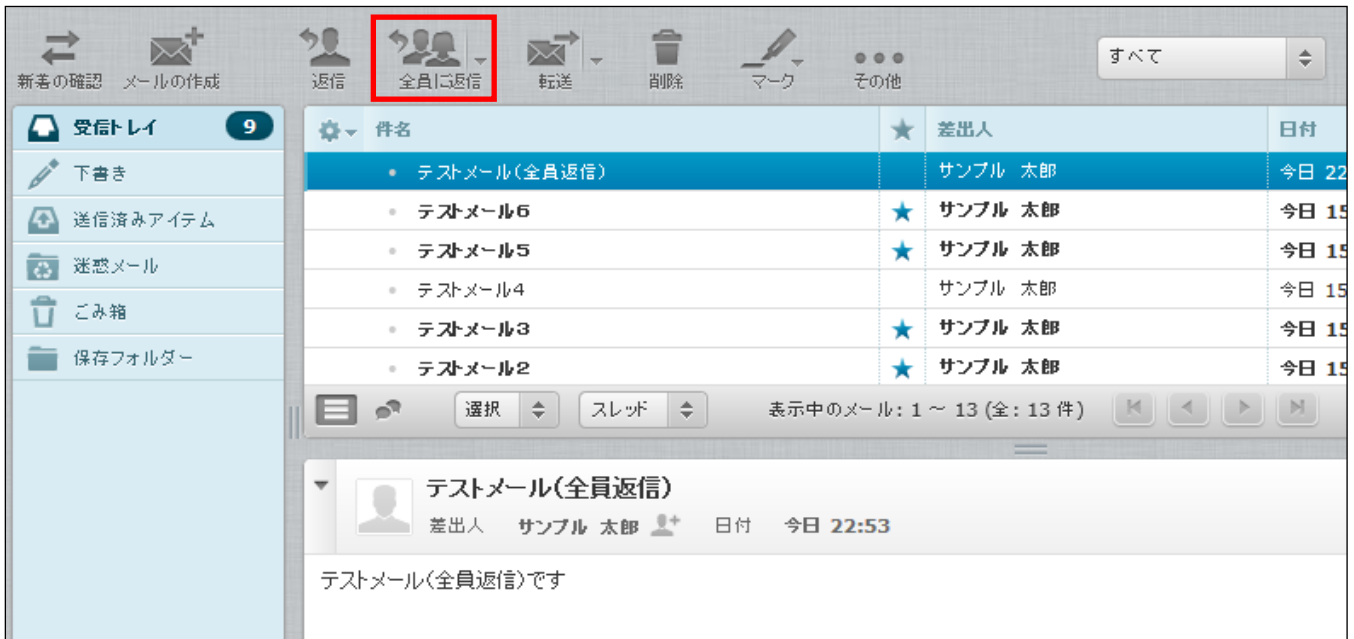 新着の確認 メールの作成 返信 全員に返信 転送 削除 マーク その他 すべて
受信トレイ 9
下書き
送信済みアイテム
迷惑メール
ごみ箱
保存フォルダー
件名 ★ 差出人 日付
テストメール(全員返信) サンプル 太郎 今日 22
テストメール6 ★ サンプル 太郎 今日 15
テストメール5 ★ サンプル 太郎 今日 15
テストメール4 サンプル 太郎 今日 15
テストメール3 ★ サンプル 太郎 今日 15
テストメール2 ★ サンプル 太郎 今日 15
選択 スレッド 表示中のメール: 1 ~ 13 (全: 13 件)
テストメール(全員返信)
差出人 サンプル 太郎 日付 今日 22:53
テストメール(全員返信)です